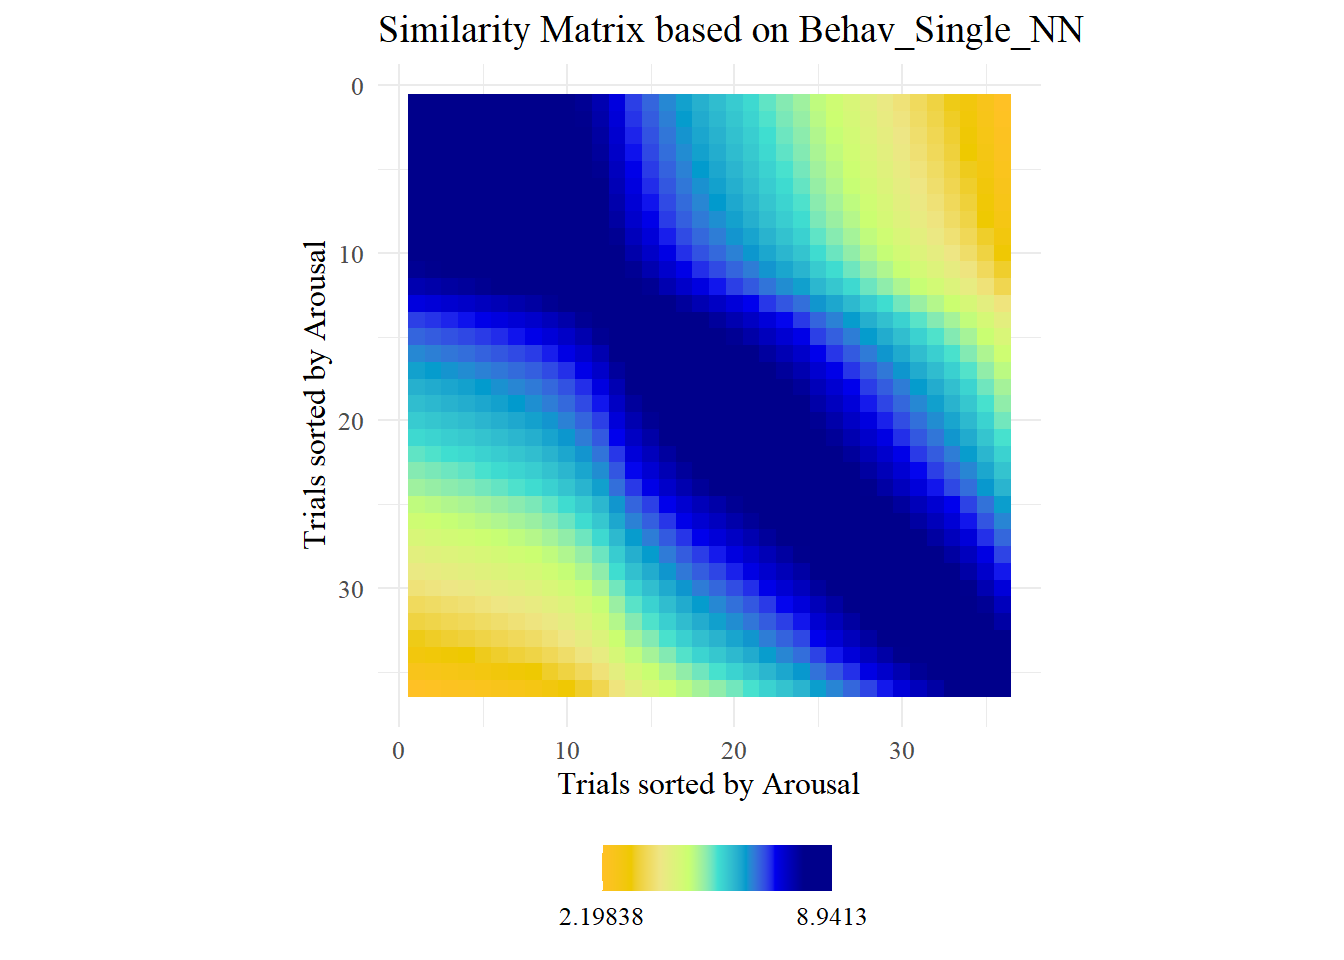 Similarity Matrix based on Behav_Single_NN
0
10
20
30
Trials sorted by Arousal
0 10 20 30
Trials sorted by Arousal
2.19838 8.9413